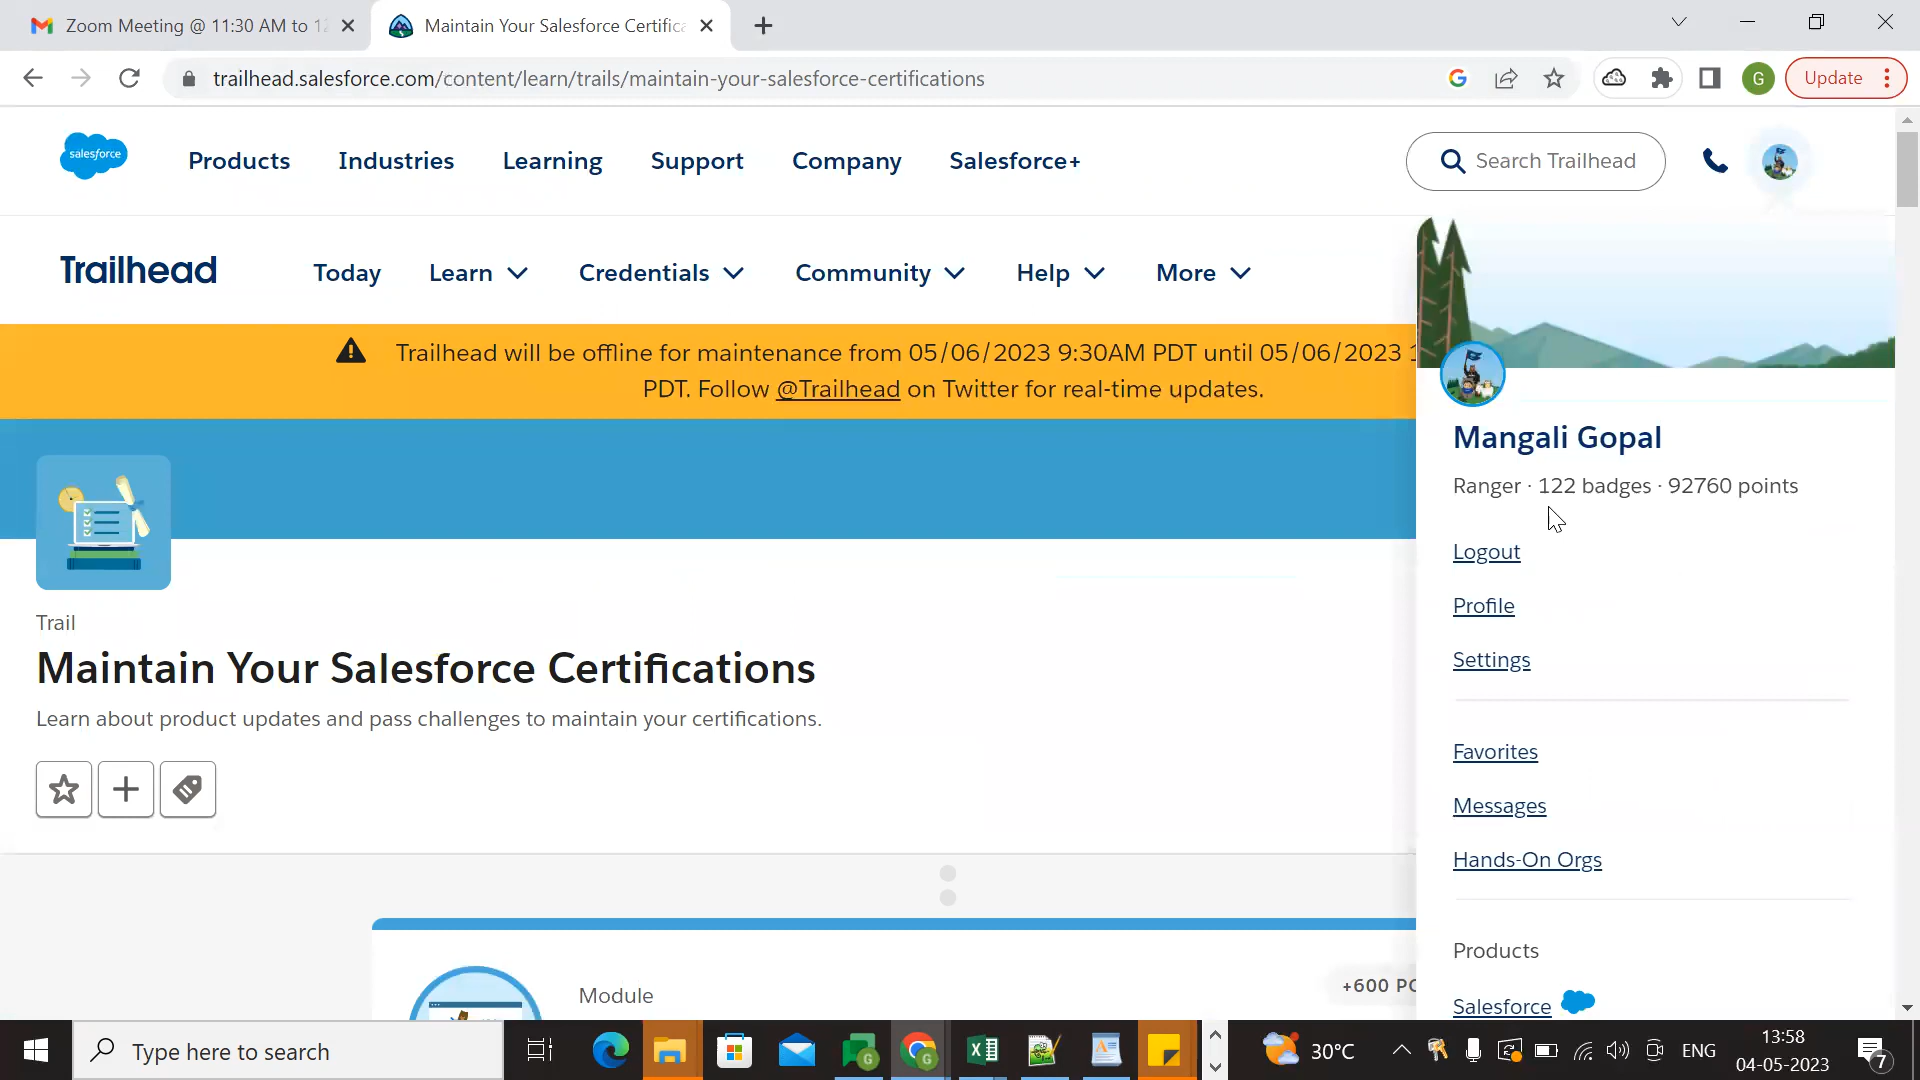 Zoom Meeting @ 11:30 AM to 12
Maintain Your Salesforce Certifica
trailhead.salesforce.com/content/learn/trails/maintain-your-salesforce-certifications
G
Update
salesforce
Products
Industries
Learning
Support
Company
Salesforce+
Search Trailhead
Trailhead
Today
Learn
Credentials
Community
Help
More
Trailhead will be offline for maintenance from 05/06/2023 9:30AM PDT until 05/06/2023
PDT. Follow @Trailhead on Twitter for real-time updates.
Mangali Gopal
Ranger · 122 badges · 92760 points
Logout
Profile
Settings
Favorites
Messages
Hands-On Orgs
Products
Salesforce
Trail
Maintain Your Salesforce Certifications
Learn about product updates and pass challenges to maintain your certifications.
Module
+600 PO
Type here to search
30°C
ENG
13:58
04-05-2023
7